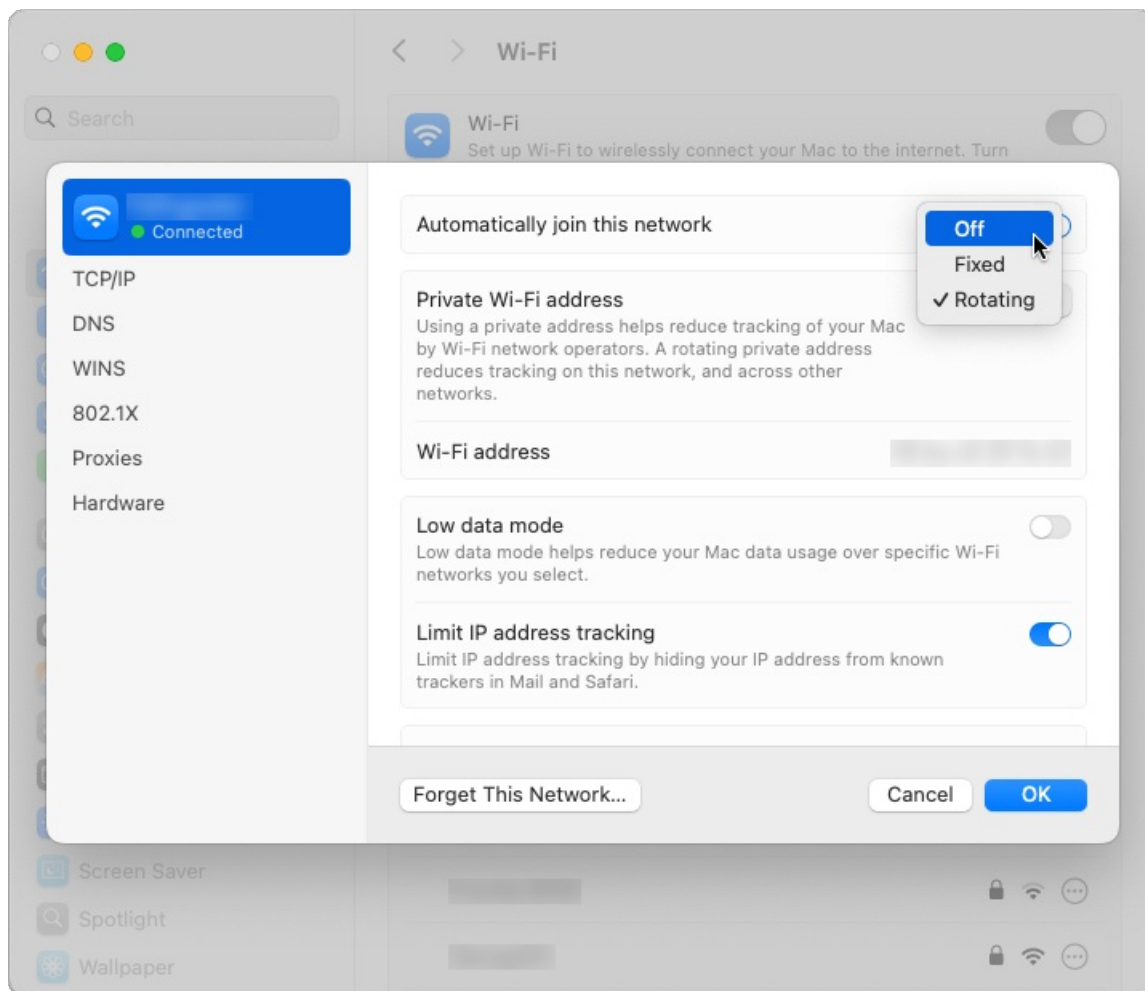 Wi-Fi
Search
Wi-Fi
Set up Wi-Fi to wirelessly connect your Mac to the internet. Turn
Connected
TCP/IP
DNS
WINS
802.1X
Proxies
Hardware
Automatically join this network
Off
Fixed
✓ Rotating
Private Wi-Fi address
Using a private address helps reduce tracking of your Mac
by Wi-Fi network operators. A rotating private address
reduces tracking on this network, and across other
networks.
Wi-Fi address
Low data mode
Low data mode helps reduce your Mac data usage over specific Wi-Fi
networks you select.
Limit IP address tracking
Limit IP address tracking by hiding your IP address from known
trackers in Mail and Safari.
Forget This Network...
Cancel
OK
Screen Saver
Spotlight
Wallpaper